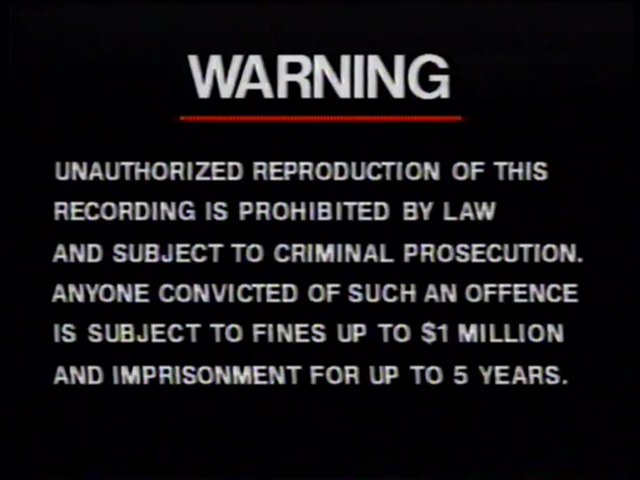 WARNING
UNAUTHORIZED REPRODUCTION OF THIS
RECORDING IS PROHIBITED BY LAW
AND SUBJECT TO CRIMINAL PROSECUTION.
ANYONE CONVICTED OF SUCH AN OFFENCE
IS SUBJECT TO FINES UP TO $1 MILLION
AND IMPRISONMENT FOR UP TO 5 YEARS.